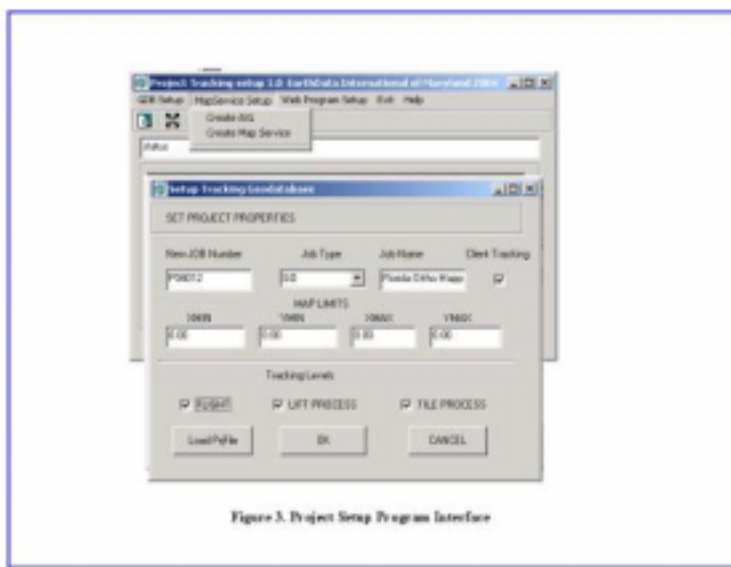 Project Tracking setup 1.0 EarthData International of Maryland 2004
GDB Setup MapService Setup Web Program Setup Exit Help
Create AXL
Create Map Service
status
Setup Tracking Geodatabase
SET PROJECT PROPERTIES
New JOB Number Job Type Job Name Client Tracking
Florida Ortho Mapp
MAP LIMITS
XMIN YMIN XMAX YMAX
0.00 0.00 0.00 0.00
Tracking Levels
FLIGHT LIFT PROCESS TILE PROCESS
OK CANCEL
Figure 3. Project Setup Program Interface